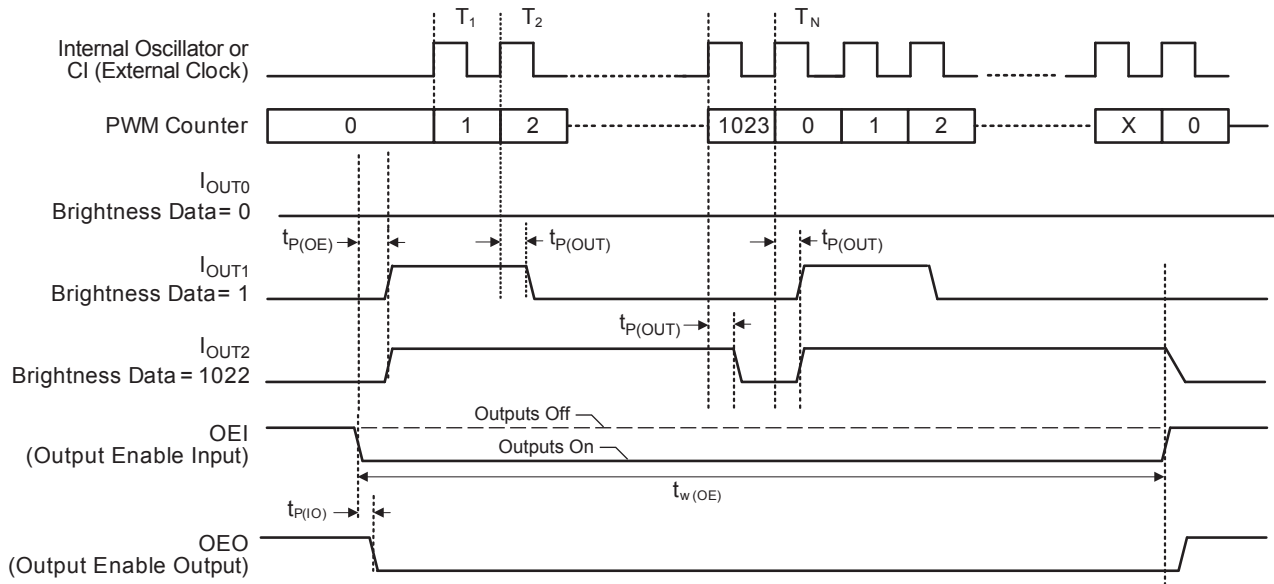 T1 T2 TN
Internal Oscillator or
CI (External Clock)
PWM Counter 0 1 2 1023 0 1 2 X 0
IOUT0
Brightness Data= 0
tP(OE) tP(OUT) tP(OUT)
IOUT1
Brightness Data= 1
tP(OUT)
IOUT2
Brightness Data = 1022
Outputs Off
OEI
(Output Enable Input)
Outputs On
tw(OE)
tP(IO)
OEO
(Output Enable Output)